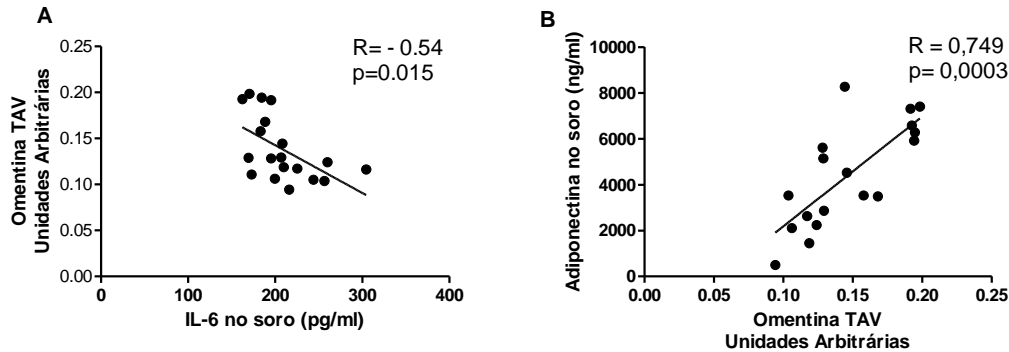 A
R= - 0.54
p=0.015
Omentina TAV
Unidades Arbitrárias
0.25
0.20
0.15
0.10
0.05
0.00
0
100
200
300
400
IL-6 no soro (pg/ml)
B
R = 0,749
p= 0,0003
Adiponectina no soro (ng/ml)
10000
8000
6000
4000
2000
0
0.00
0.05
0.10
0.15
0.20
0.25
Omentina TAV
Unidades Arbitrárias